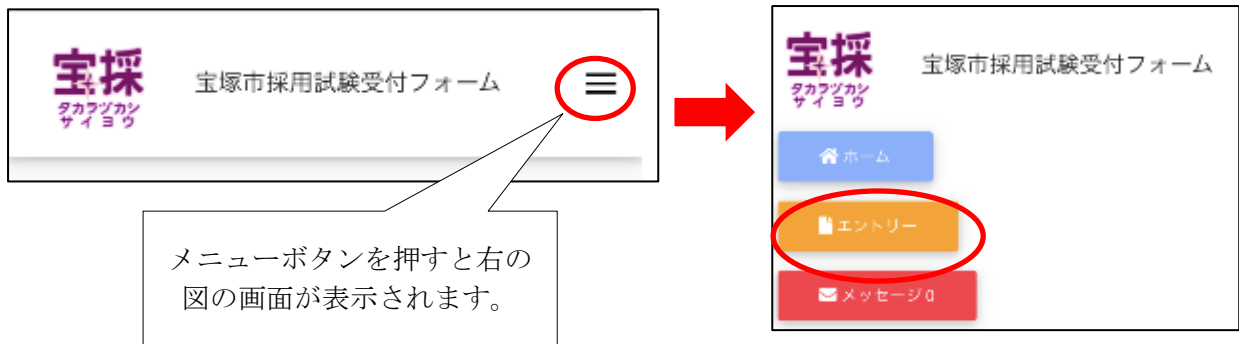 宝採
タカラヅカシ
サイヨウ
宝塚市採用試験受付フォーム
メニューボタンを押すと右の
図の画面が表示されます。
宝採
タカラヅカシ
サイヨウ
宝塚市採用試験受付フォーム
ホーム
エントリー
メッセージ0